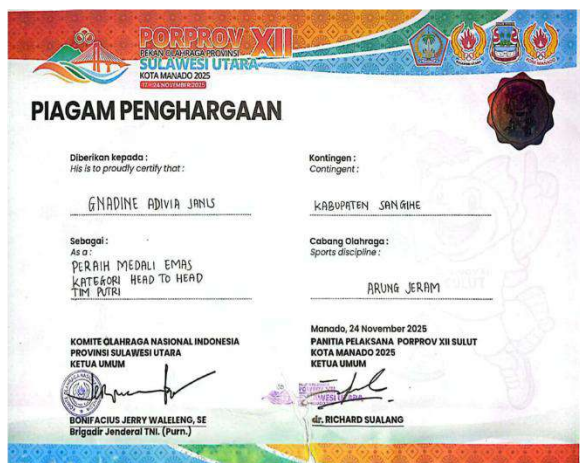 PORPROV XII
PEKAN OLAHRAGA PROVINSI
SULAWESI UTARA
KOTA MANADO 2025
17-24 NOVEMBER 2025
PIAGAM PENGHARGAAN
Diberikan kepada :
His is to proudly certify that :
GNADINE ADIVIA JANIS
Kontingen :
Contingent :
KABUPATEN SANGIHE
Sebagai :
As a :
PERAIH MEDALI EMAS
KATEGORI HEAD TO HEAD
TIM PUTRI
Cabang Olahraga :
Sports discipline :
ARUNG JERAM
KOMITE OLAHRAGA NASIONAL INDONESIA
PROVINSI SULAWESI UTARA
KETUA UMUM
BONIFACIUS JERRY WALELENG, SE
Brigadir Jenderal TNI. (Purn.)
Manado, 24 November 2025
PANITIA PELAKSANA PORPROV XII SULUT
KOTA MANADO 2025
KETUA UMUM
dr. RICHARD SUALANG